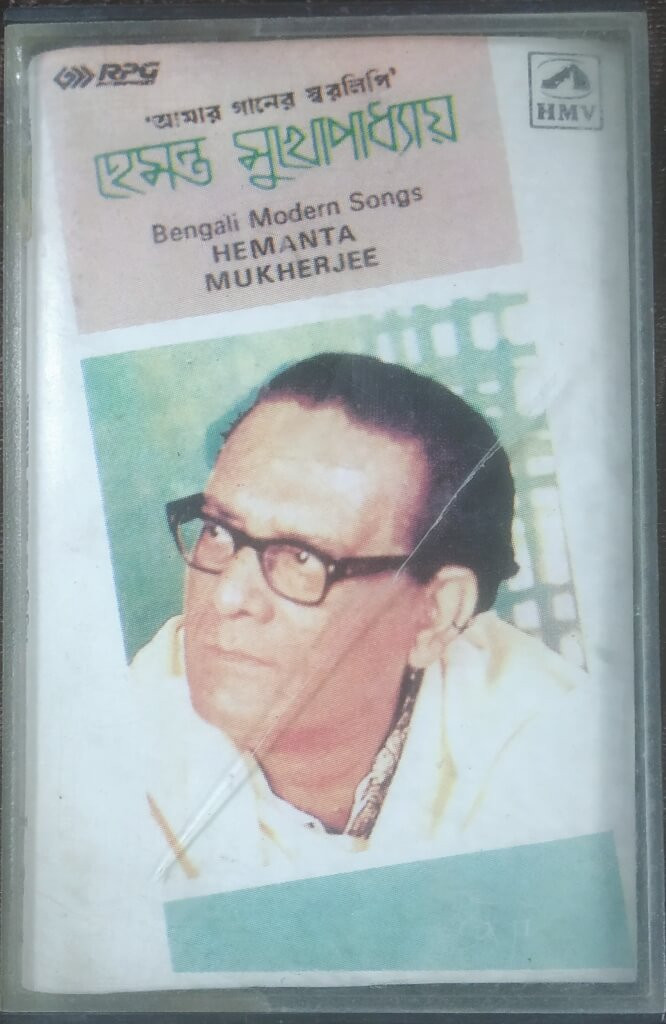 RPG
HMV
'আমার গানের স্বরলিপি'
হেমন্ত মুখোপাধ্যায়
Bengali Modern Songs
HEMANTA
MUKHERJEE